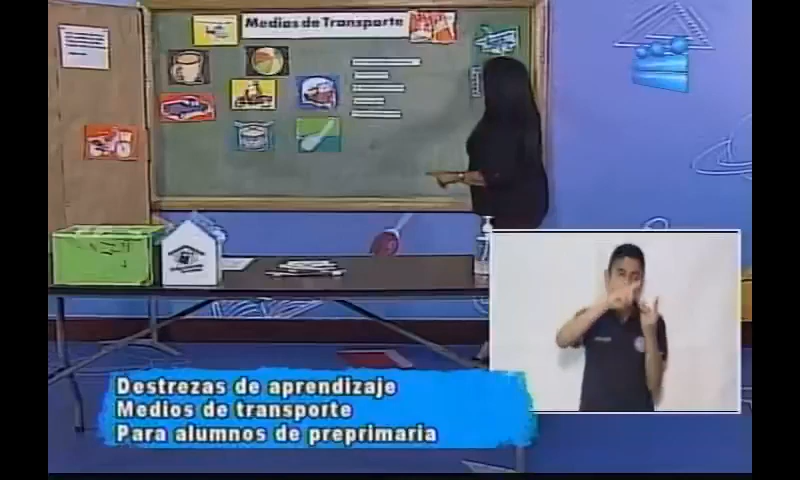 Medios de Transporte
Destrezas de aprendizaje
Medios de transporte
Para alumnos de preprimaria